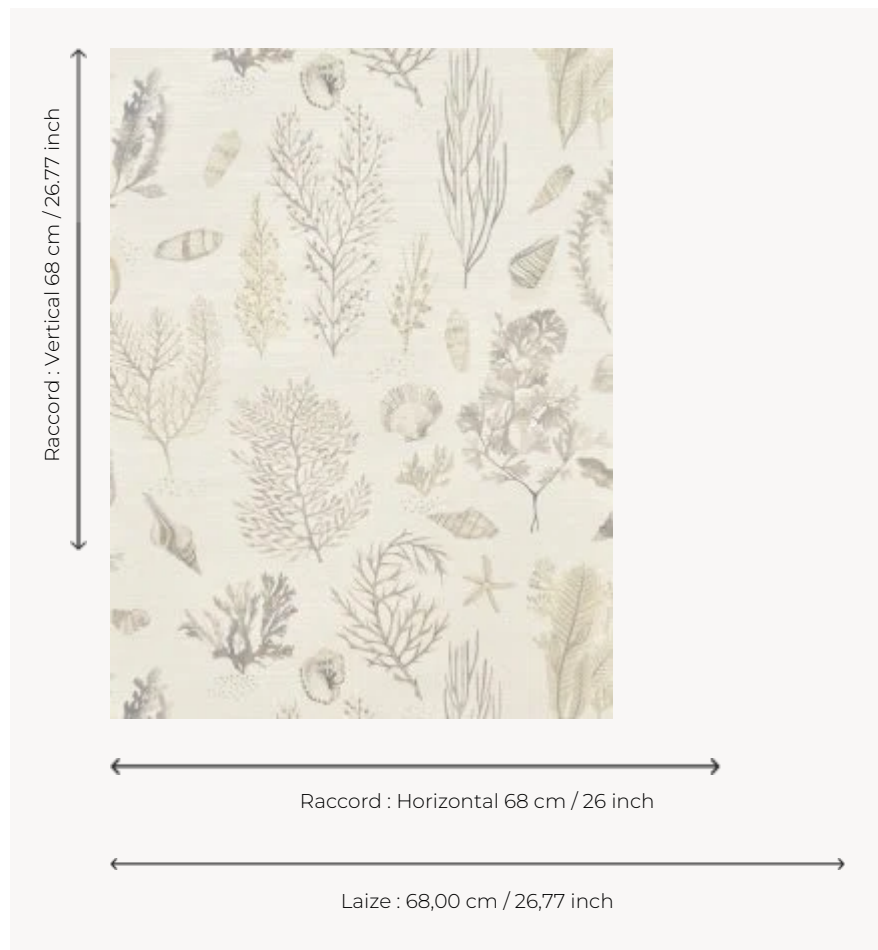 Raccord : Vertical 68 cm / 26.77 inch
Raccord : Horizontal 68 cm / 26 inch
Laize : 68,00 cm / 26,77 inch